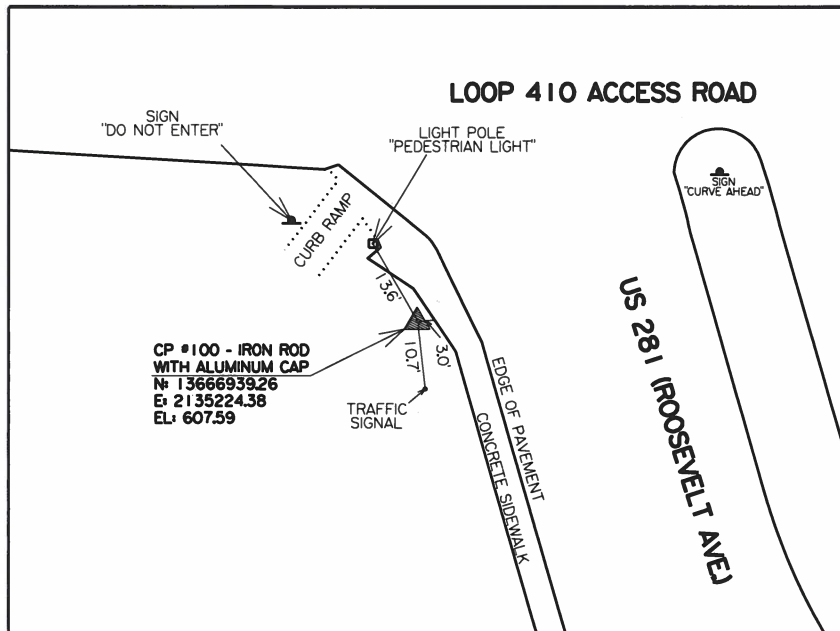 LOOP 410 ACCESS ROAD
SIGN
"DO NOT ENTER"
LIGHT POLE
"PEDESTRIAN LIGHT"
SIGN
"CURVE AHEAD"
CURB RAMP
13.6'
3.0'
10.7'
CP #100 - IRON ROD
WITH ALUMINUM CAP
N: 13666939.26
E: 2135224.38
EL: 607.59
TRAFFIC
SIGNAL
EDGE OF PAVEMENT
CONCRETE SIDEWALK
US 281 (ROOSEVELT AVE.)